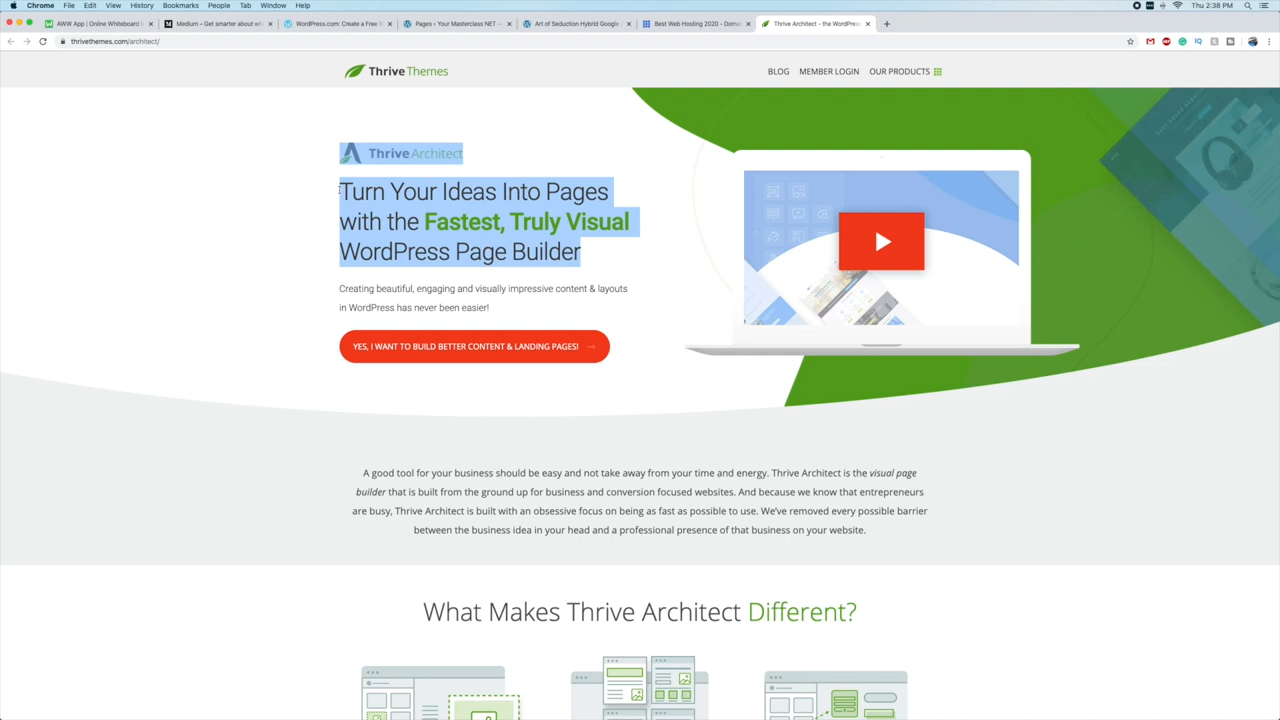 Chrome File Edit View History Bookmarks People Tab Window Help
Thu 2:38 PM
AWW App | Online Whiteboard
Medium – Get smarter about wh
WordPress.com: Create a Free W
Pages ‹ Your Masterclass NET —
Art of Seduction Hybrid Google
Best Web Hosting 2020 - Doma
Thrive Architect - the WordPress
thrivethemes.com/architect/
Thrive Themes
BLOG MEMBER LOGIN OUR PRODUCTS
Thrive Architect
Turn Your Ideas Into Pages
with the Fastest, Truly Visual
WordPress Page Builder
Creating beautiful, engaging and visually impressive content & layouts
in WordPress has never been easier!
YES, I WANT TO BUILD BETTER CONTENT & LANDING PAGES!
A good tool for your business should be easy and not take away from your time and energy. Thrive Architect is the visual page
builder that is built from the ground up for business and conversion focused websites. And because we know that entrepreneurs
are busy, Thrive Architect is built with an obsessive focus on being as fast as possible to use. We've removed every possible barrier
between the business idea in your head and a professional presence of that business on your website.
What Makes Thrive Architect Different?